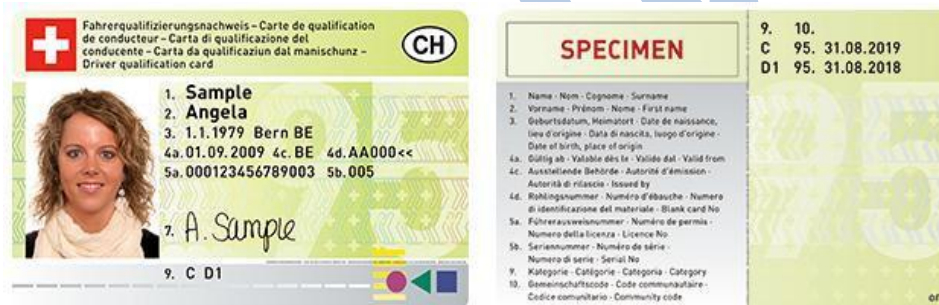 Fahrerqualifizierungsnachweis – Carte de qualification
de conducteur – Carta di qualificazione del
conducente – Carta da qualificaziun dal manischunz –
Driver qualification card
CH
1. Sample
2. Angela
3. 1.1.1979 Bern BE
4a. 01.09.2009 4c. BE 4d. AA000<<
5a. 000123456789003 5b. 005
7. A. Sample
9. C D1
SPECIMEN
1. Name - Nom - Cognome - Surname
2. Vorname - Prénom - Nome - First name
3. Geburtsdatum, Heimatort - Date de naissance,
lieu d'origine - Data di nascita, luogo d'origine -
Date of birth, place of origin
4a. Gültig ab - Valable dès le - Valido dal - Valid from
4c. Ausstellende Behörde - Autorité d'émission -
Autorità di rilascio - Issued by
4d. Rohlingsnummer - Numéro d'ébauche - Numero
di identificazione del materiale - Blank card No
5a. Führerausweisnummer - Numéro de permis -
Numero della licenza - Licence No
5b. Seriennummer - Numéro de série -
Numero di serie - Serial No
9. Kategorie - Catégorie - Categoria - Category
10. Gemeinschaftscode - Code communautaire -
Codice comunitario - Community code
9. 10.
C 95. 31.08.2019
D1 95. 31.08.2018